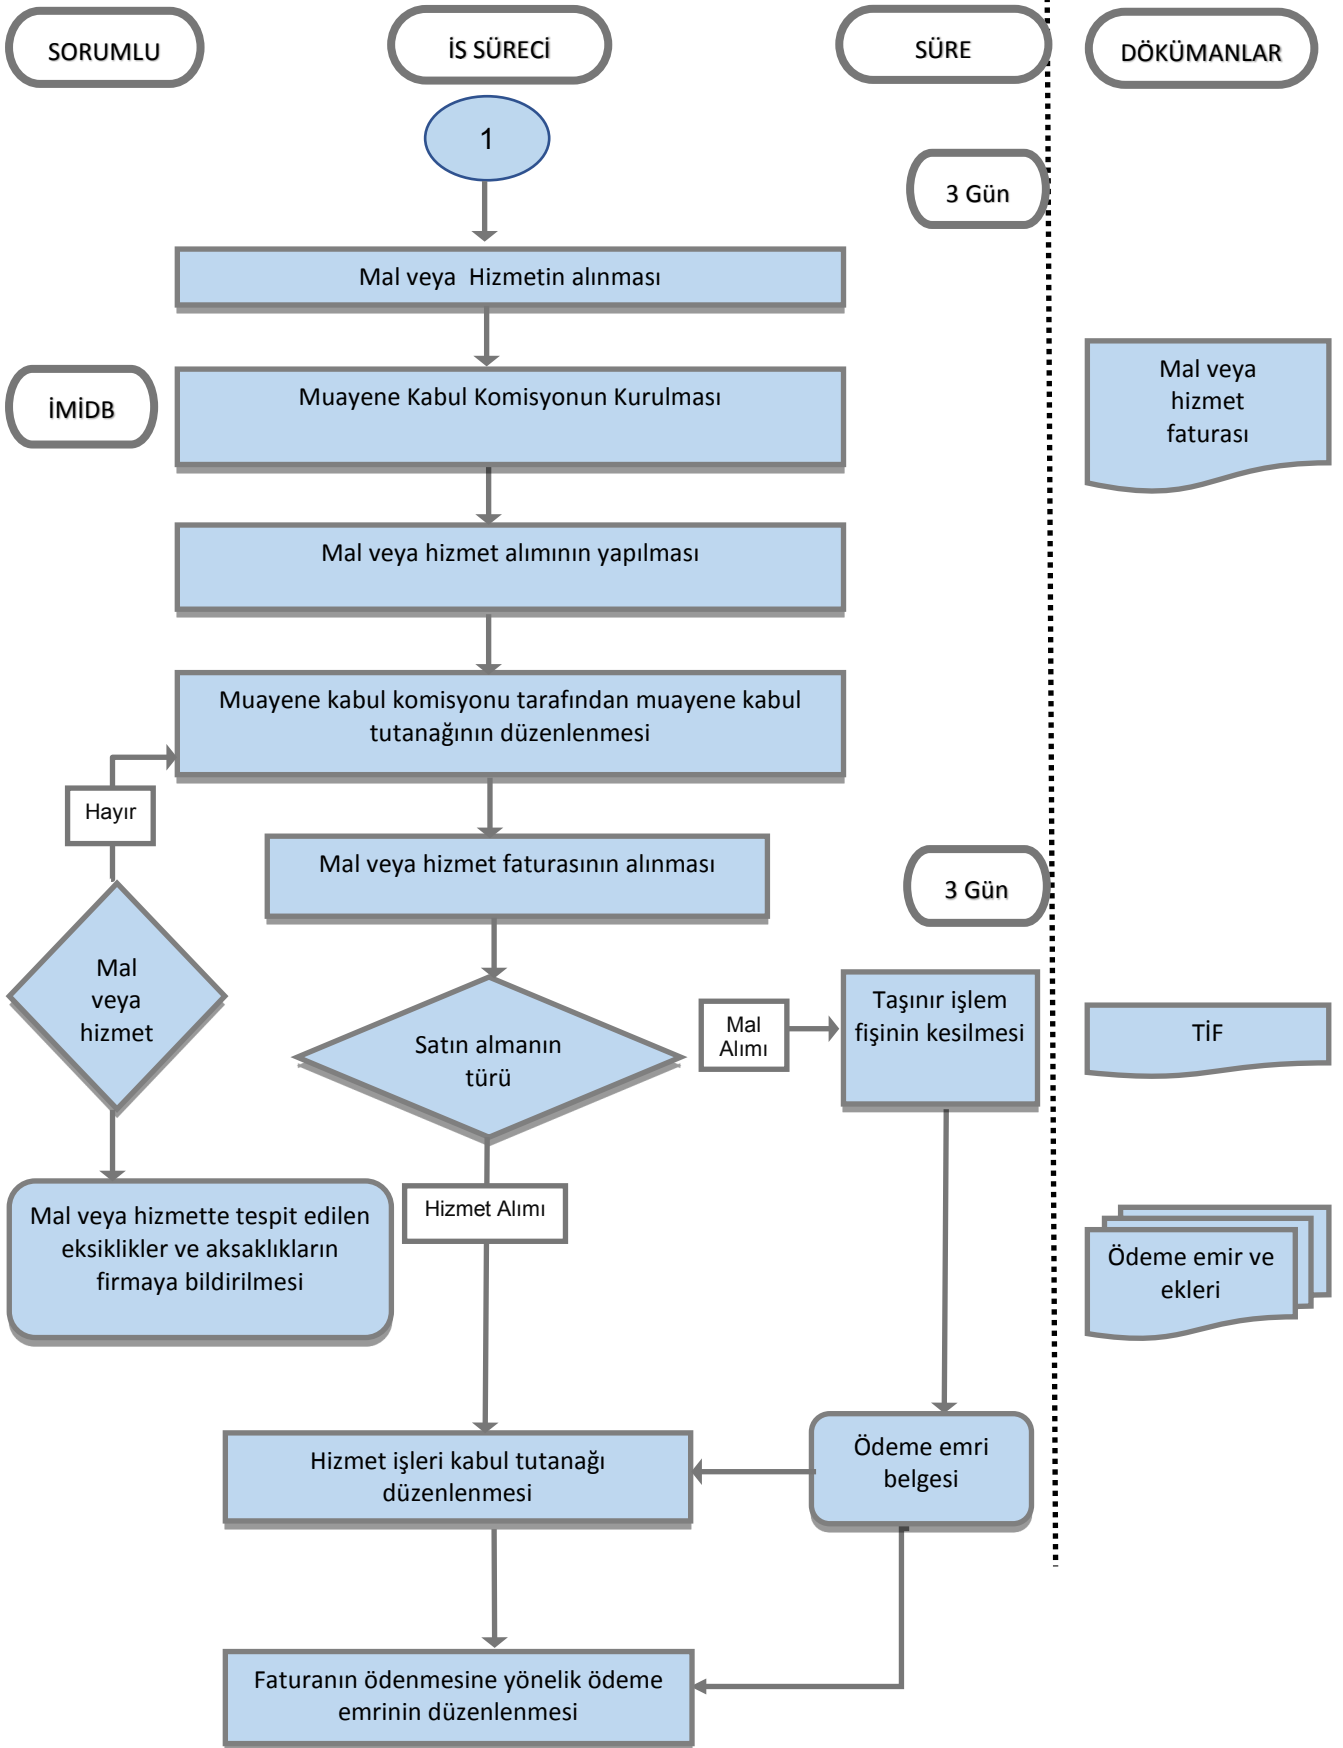 SORUMLU
İS SÜRECİ
SÜRE
DÖKÜMANLAR
1
3 Gün
Mal veya  Hizmetin alınması
İMİDB
Muayene Kabul Komisyonun Kurulması
Mal veya
hizmet
faturası
Mal veya hizmet alımının yapılması
Muayene kabul komisyonu tarafından muayene kabul
tutanağının düzenlenmesi
Hayır
Mal veya hizmet faturasının alınması
3 Gün
Mal
veya
hizmet
Satın almanın
türü
Mal
Alımı
Taşınır işlem
fişinin kesilmesi
TİF
Mal veya hizmette tespit edilen
eksiklikler ve aksaklıkların
firmaya bildirilmesi
Hizmet Alımı
Ödeme emir ve
ekleri
Hizmet işleri kabul tutanağı
düzenlenmesi
Ödeme emri
belgesi
Faturanın ödenmesine yönelik ödeme
emrinin düzenlenmesi